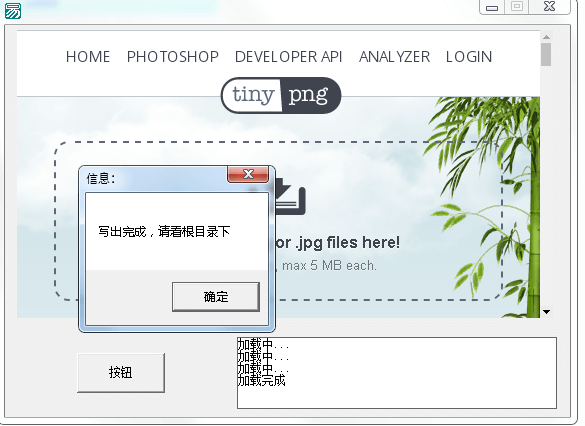 HOME PHOTOSHOP DEVELOPER API ANALYZER LOGIN
tiny png
信息:
写出完成，请看根目录下
确定
or .jpg files here!
, max 5 MB each.
按钮
加载中...
加载中...
加载中...
加载完成